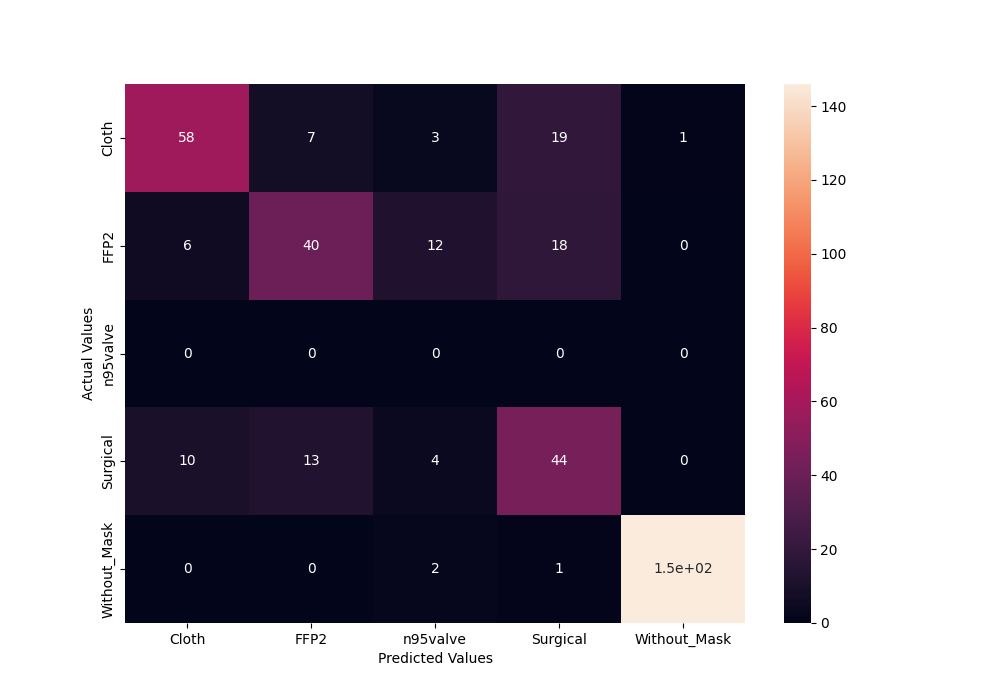 Cloth 58 7 3 19 1
FFP2 6 40 12 18 0
n95valve 0 0 0 0 0
Surgical 10 13 4 44 0
Without_Mask 0 0 2 1 1.5e+02
Cloth FFP2 n95valve Surgical Without_Mask
Predicted Values
Actual Values
140
120
100
80
60
40
20
0